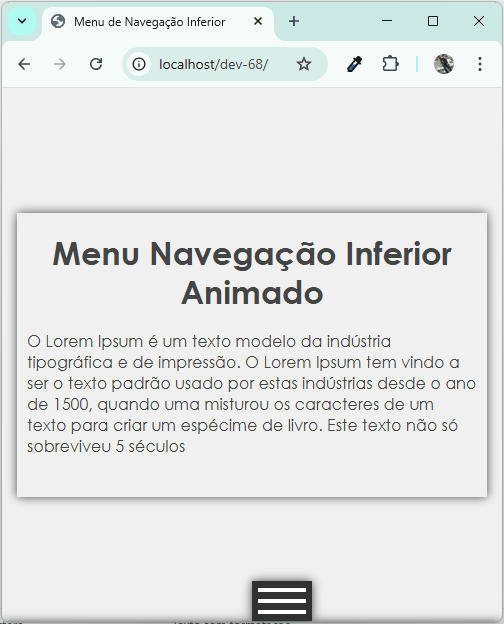 Menu de Navegação Inferior
localhost/dev-68/
Menu Navegação Inferior
Animado
O Lorem Ipsum é um texto modelo da indústria
tipográfica e de impressão. O Lorem Ipsum tem vindo a
ser o texto padrão usado por estas indústrias desde o ano
de 1500, quando uma misturou os caracteres de um
texto para criar um espécime de livro. Este texto não só
sobreviveu 5 séculos